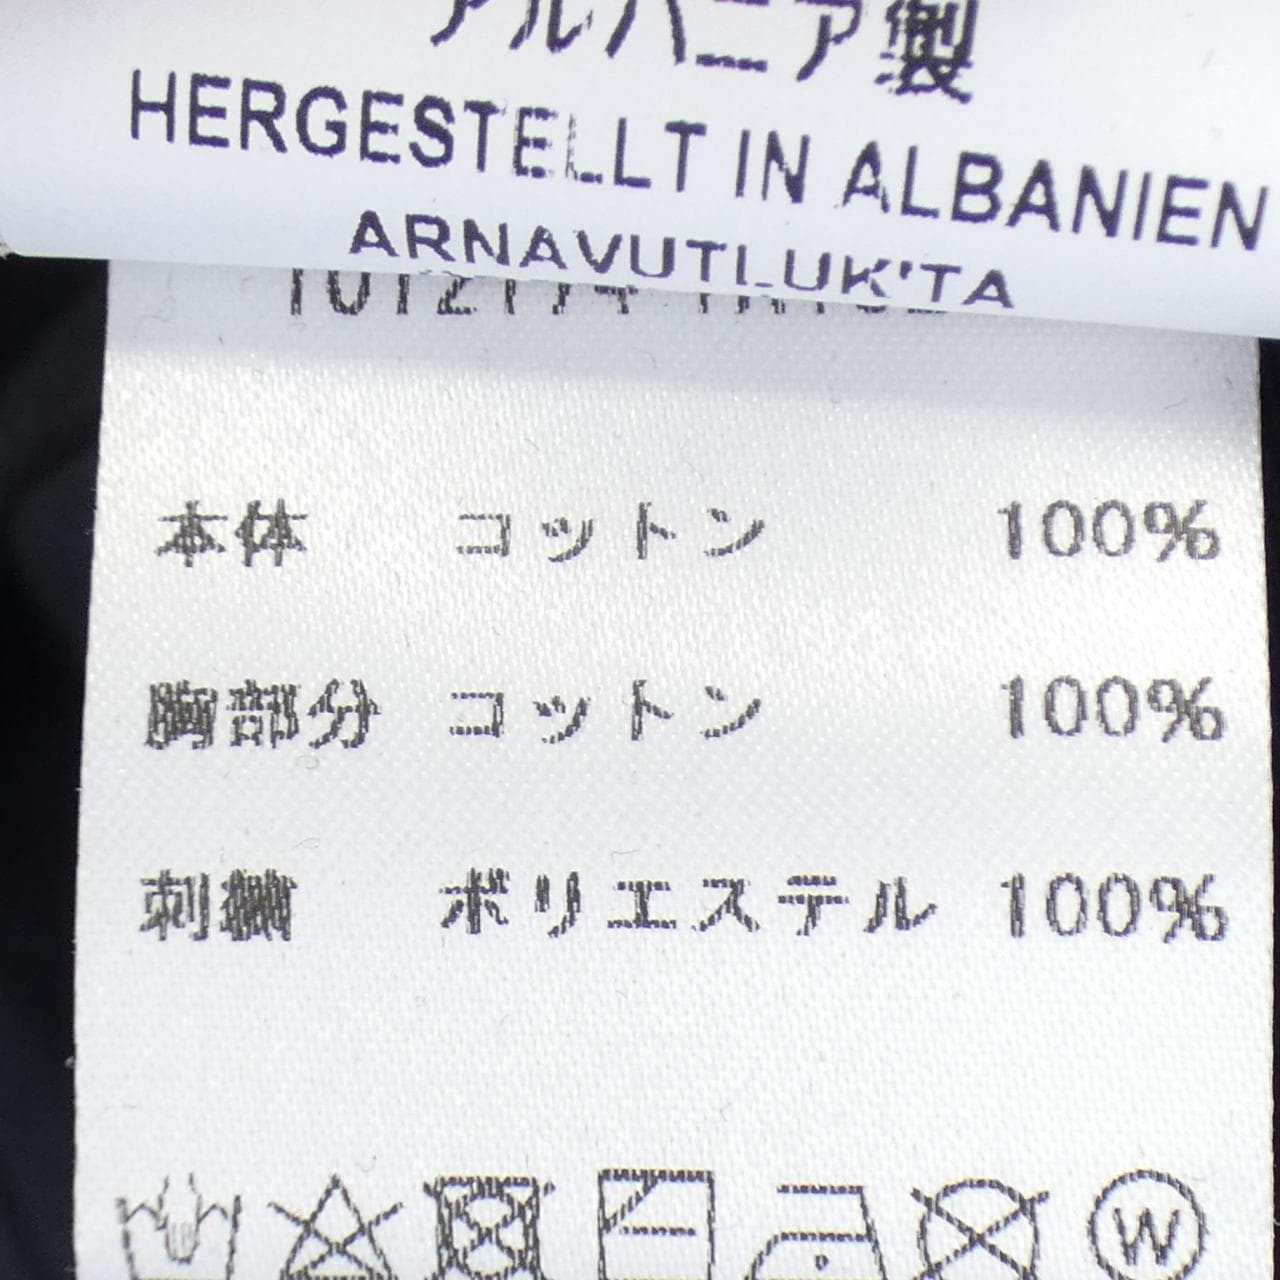 アルバニア製
HERGESTELLT IN ALBANIEN
ARNAVUTLUK'TA
本体 コットン 100%
胸部分 コットン 100%
刺繍 ポリエステル 100%
W